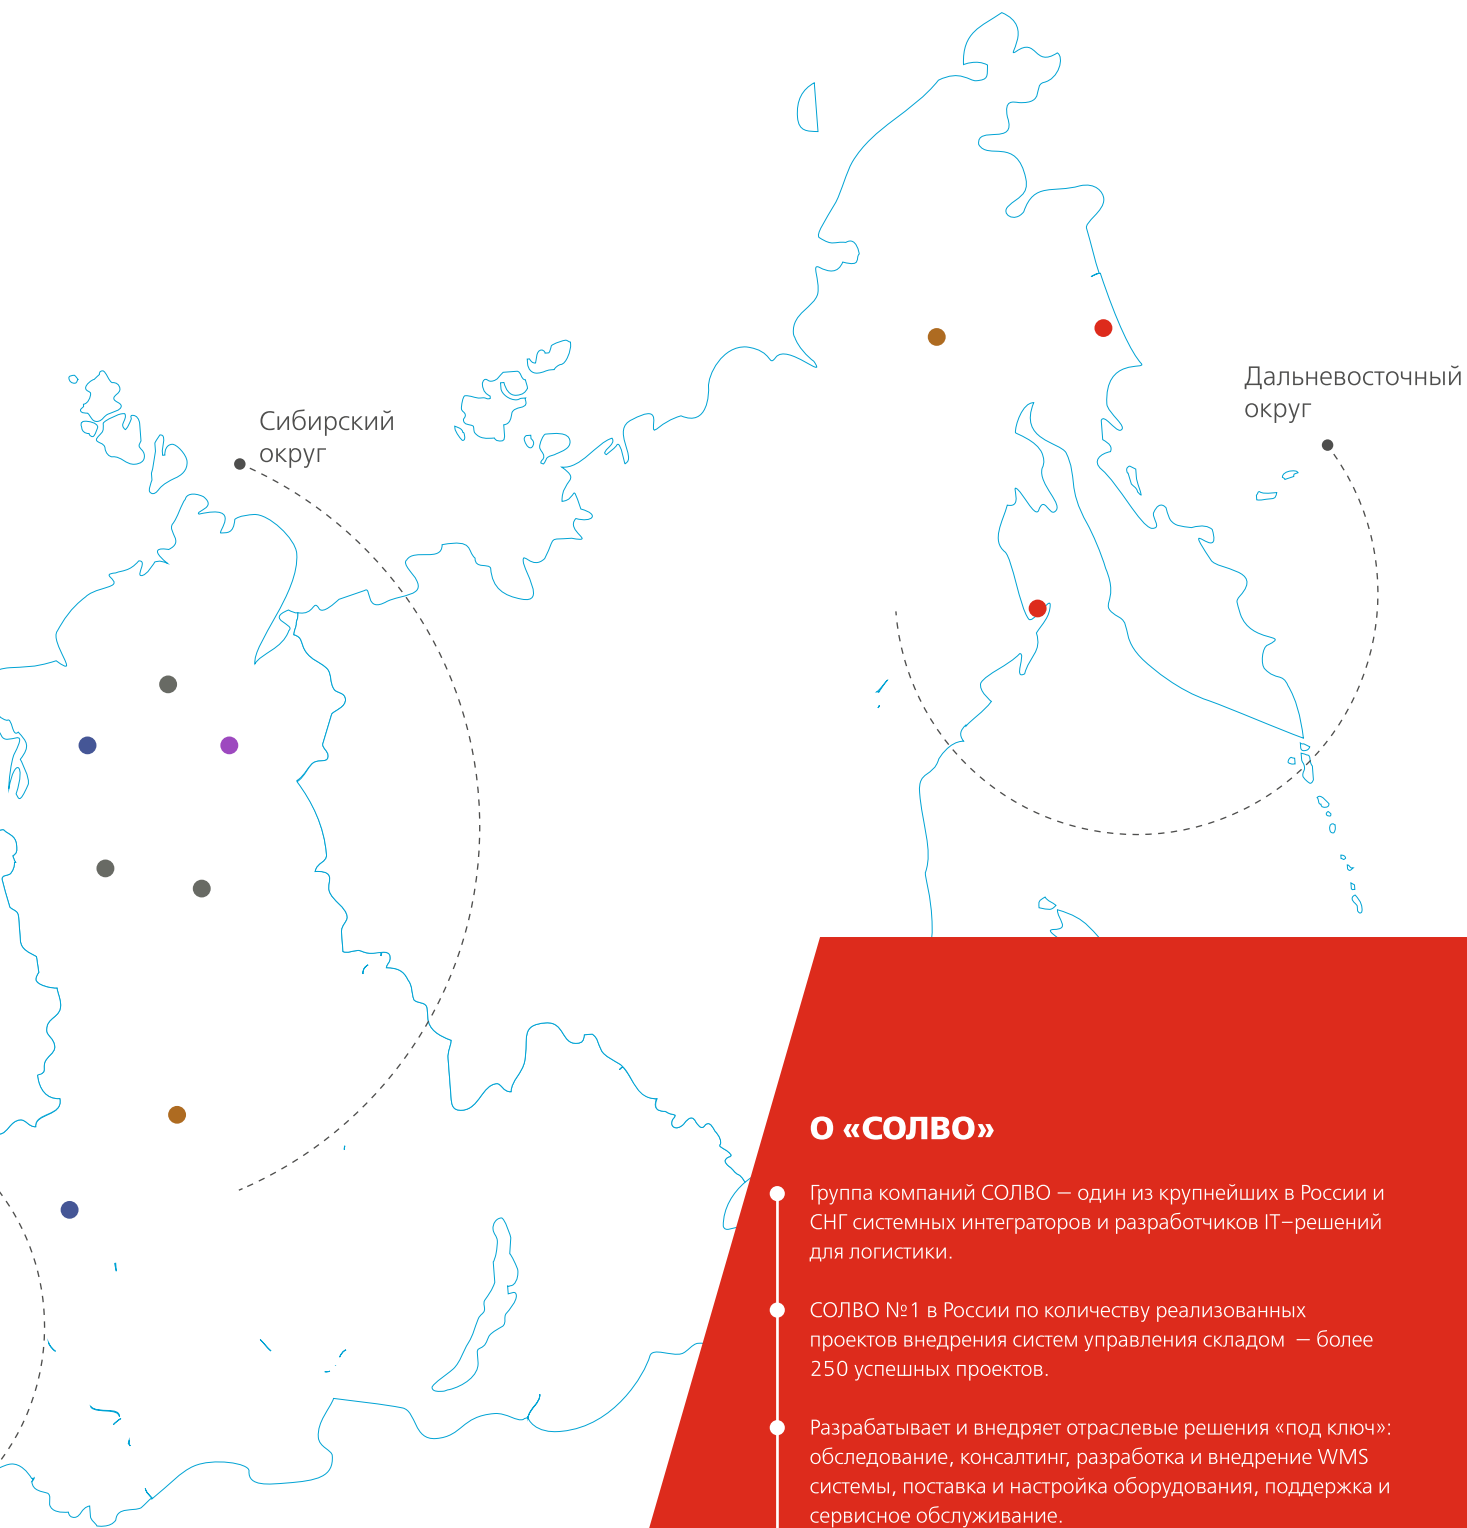 Дальневосточный
округ
Сибирский
округ
О «СОЛВО»
Группа компаний СОЛВО — один из крупнейших в России и
СНГ системных интеграторов и разработчиков IT–решений
для логистики.
СОЛВО №1 в России по количеству реализованных
проектов внедрения систем управления складом — более
250 успешных проектов.
Разрабатывает и внедряет отраслевые решения «под ключ»:
обследование, консалтинг, разработка и внедрение WMS
системы, поставка и настройка оборудования, поддержка и
сервисное обслуживание.